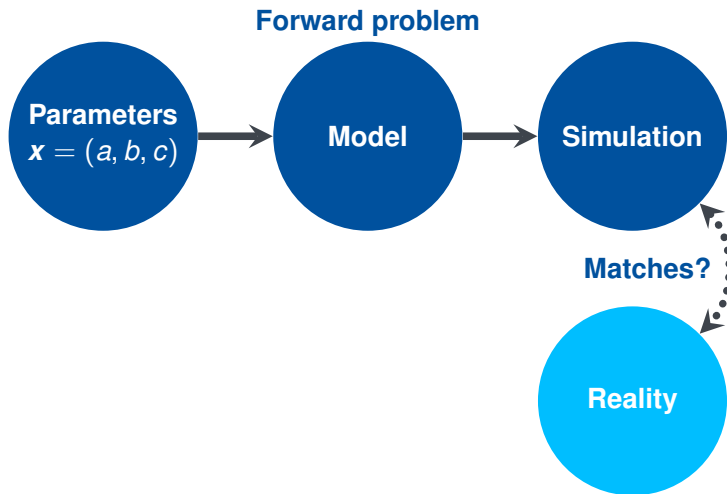 Forward problem
Parameters
x = (a, b, c)
Model
Simulation
Matches?
Reality